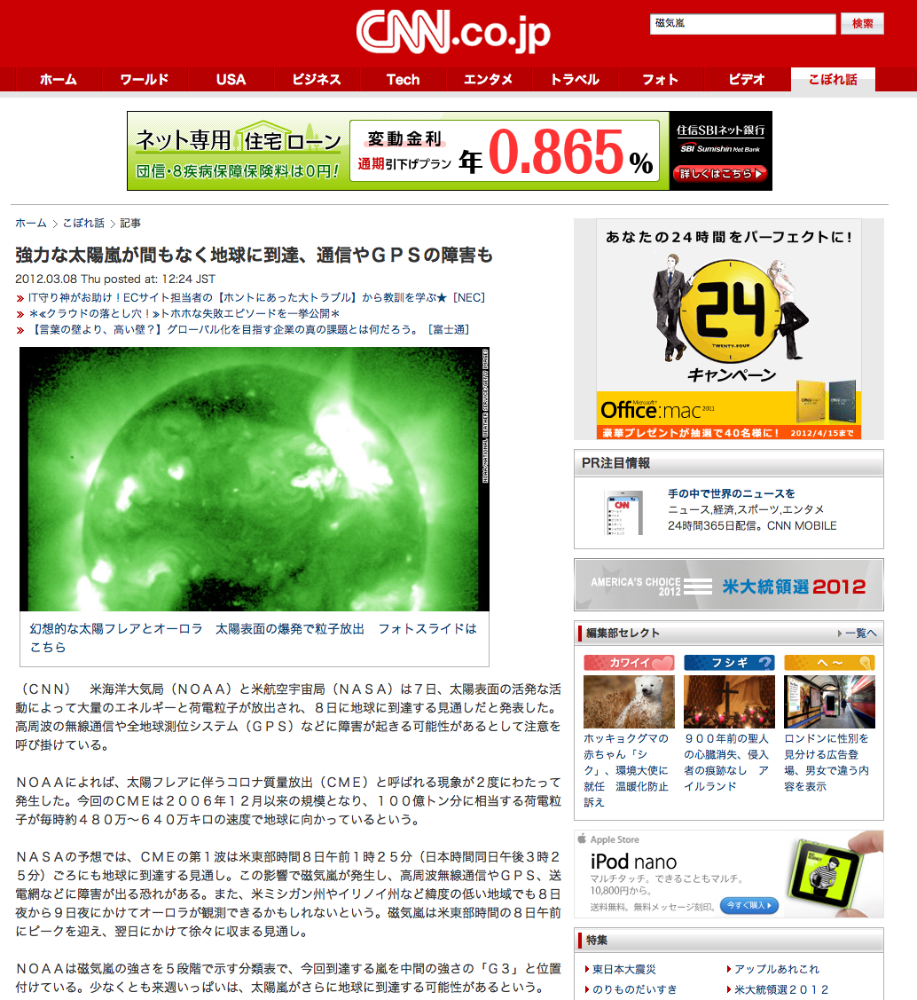 CNN.co.jp
磁気嵐
検索
ホーム
ワールド
USA
ビジネス
Tech
エンタメ
トラベル
フォト
ビデオ
こぼれ話
ネット専用住宅ローン
団信・8疾病保障保険料は0円!
変動金利
通期引下げプラン
年0.865%
住信SBIネット銀行
SBI Sumishin Net Bank
詳しくはこちら
ホーム > こぼれ話 > 記事
強力な太陽嵐が間もなく地球に到達、通信やGPSの障害も
2012.03.08 Thu posted at: 12:24 JST
IT守り神がお助け!ECサイト担当者の【ホントにあった大トラブル】から教訓を学ぶ★[NEC]
*≪クラウドの落とし穴!≫トホホな失敗エピソードを一挙公開*
【言葉の壁より、高い壁?】グローバル化を目指す企業の真の課題とは何だろう。[富士通]
NOAA/NATIONAL WEATHER SERVICE/GETTY IMAGES
幻想的な太陽フレアとオーロラ 太陽表面の爆発で粒子放出 フォトスライドは
こちら
(CNN) 米海洋大気局(NOAA)と米航空宇宙局(NASA)は7日、太陽表面の活発な活
動によって大量のエネルギーと荷電粒子が放出され、8日に地球に到達する見通しだと発表した。
高周波の無線通信や全地球測位システム(GPS)などに障害が起きる可能性があるとして注意を
呼び掛けている。
NOAAによれば、太陽フレアに伴うコロナ質量放出(CME)と呼ばれる現象が2度にわたって
発生した。今回のCMEは2006年12月以来の規模となり、100億トン分に相当する荷電粒
子が毎時約480万~640万キロの速度で地球に向かっているという。
NASAの予想では、CMEの第1波は米東部時間8日午前1時25分(日本時間同日午後3時2
5分)ごろにも地球に到達する見通し。この影響で磁気嵐が発生し、高周波無線通信やGPS、送
電網などに障害が出る恐れがある。また、米ミシガン州やイリノイ州など緯度の低い地域でも8日
夜から9日夜にかけてオーロラが観測できるかもしれないという。磁気嵐は米東部時間の8日午前
にピークを迎え、翌日にかけて徐々に収まる見通し。
NOAAは磁気嵐の強さを5段階で示す分類表で、今回到達する嵐を中間の強さの「G3」と位置
付けている。少なくとも来週いっぱいは、太陽嵐がさらに地球に到達する可能性があるという。
あなたの24時間をパーフェクトに!
24
TWENTY-FOUR
キャンペーン
Microsoft
Office:mac 2011
豪華プレゼントが抽選で40名様に! 2012/4/15まで
PR注目情報
CNN
手の中で世界のニュースを
ニュース,経済,スポーツ,エンタメ
24時間365日配信。CNN MOBILE
AMERICA'S CHOICE
2012
米大統領選2012
編集部セレクト
一覧へ
カワイイ
フシギ
へ~
ホッキョクグマの
赤ちゃん「シ
ク」、環境大使に
就任 温暖化防止
訴え
900年前の聖人
の心臓消失、侵入
者の痕跡なし ア
イルランド
ロンドンに性別を
見分ける広告登
場、男女で違う内
容を表示
Apple Store
iPod nano
マルチタッチ。できることもマルチ。
10,800円から。
送料無料。無料メッセージ刻印。
今すぐ購入
特集
東日本大震災
アップルあれこれ
のりものだいすき
米大統領選2012